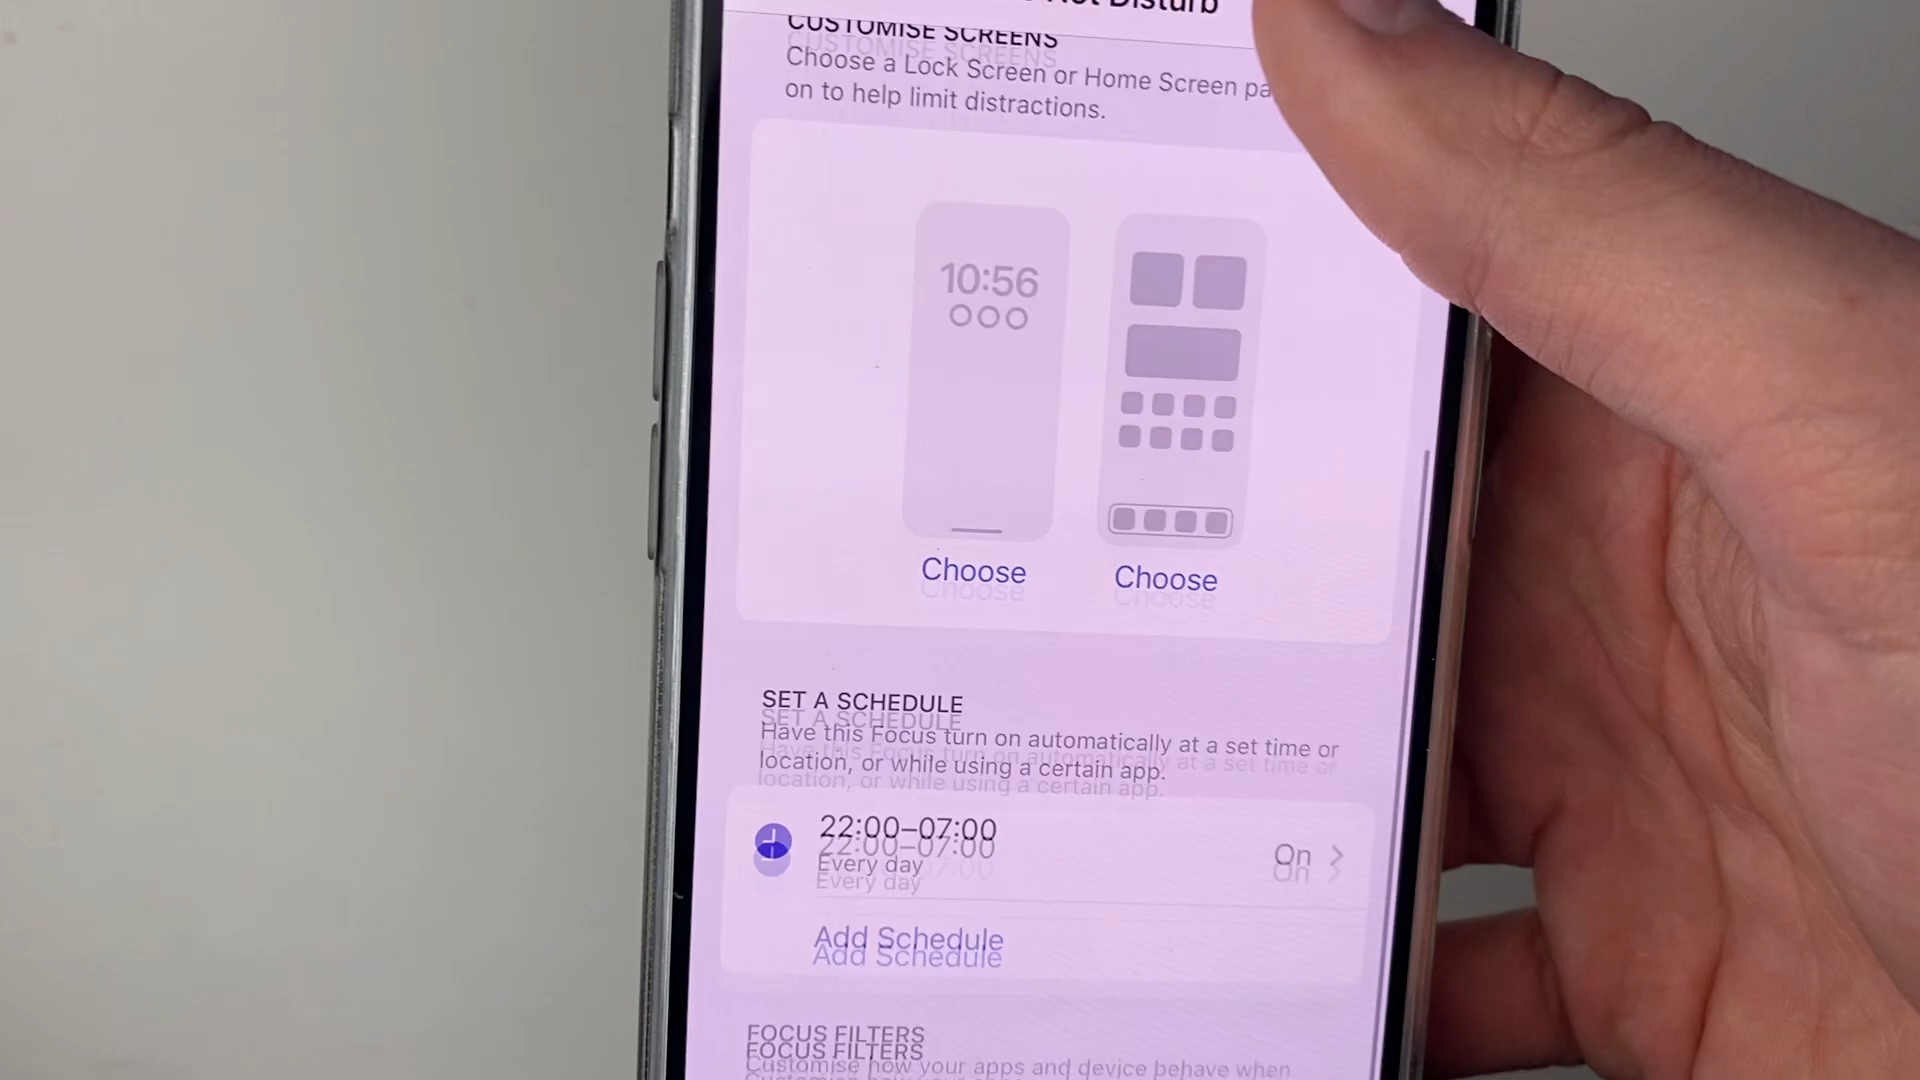 Not Disturb
CUSTOMISE SCREENS
Choose a Lock Screen or Home Screen
on to help limit distractions.
10:56
Choose
Choose
SET A SCHEDULE
Have this Focus turn on automatically at a set time or
location, or while using a certain app.
22:00–07:00
Every day
On
Add Schedule
FOCUS FILTERS
Customise how your apps and device behave when